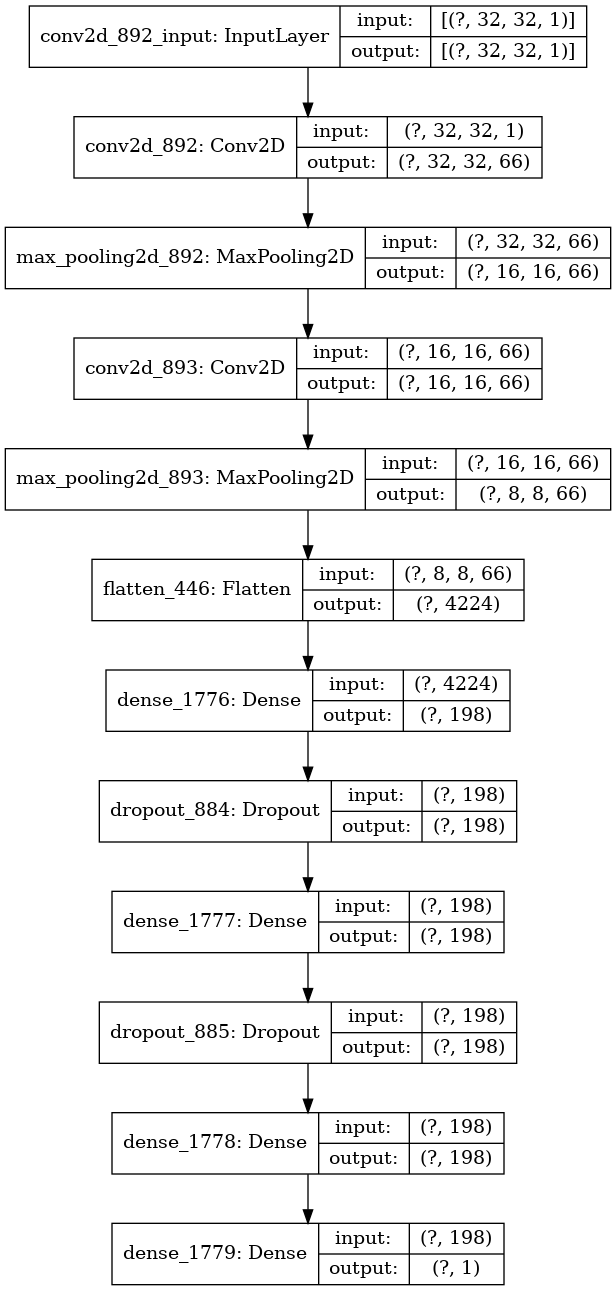 conv2d_892_input: InputLayer
input: [(?, 32, 32, 1)]
output: [(?, 32, 32, 1)]
conv2d_892: Conv2D
input: (?, 32, 32, 1)
output: (?, 32, 32, 66)
max_pooling2d_892: MaxPooling2D
input: (?, 32, 32, 66)
output: (?, 16, 16, 66)
conv2d_893: Conv2D
input: (?, 16, 16, 66)
output: (?, 16, 16, 66)
max_pooling2d_893: MaxPooling2D
input: (?, 16, 16, 66)
output: (?, 8, 8, 66)
flatten_446: Flatten
input: (?, 8, 8, 66)
output: (?, 4224)
dense_1776: Dense
input: (?, 4224)
output: (?, 198)
dropout_884: Dropout
input: (?, 198)
output: (?, 198)
dense_1777: Dense
input: (?, 198)
output: (?, 198)
dropout_885: Dropout
input: (?, 198)
output: (?, 198)
dense_1778: Dense
input: (?, 198)
output: (?, 198)
dense_1779: Dense
input: (?, 198)
output: (?, 1)